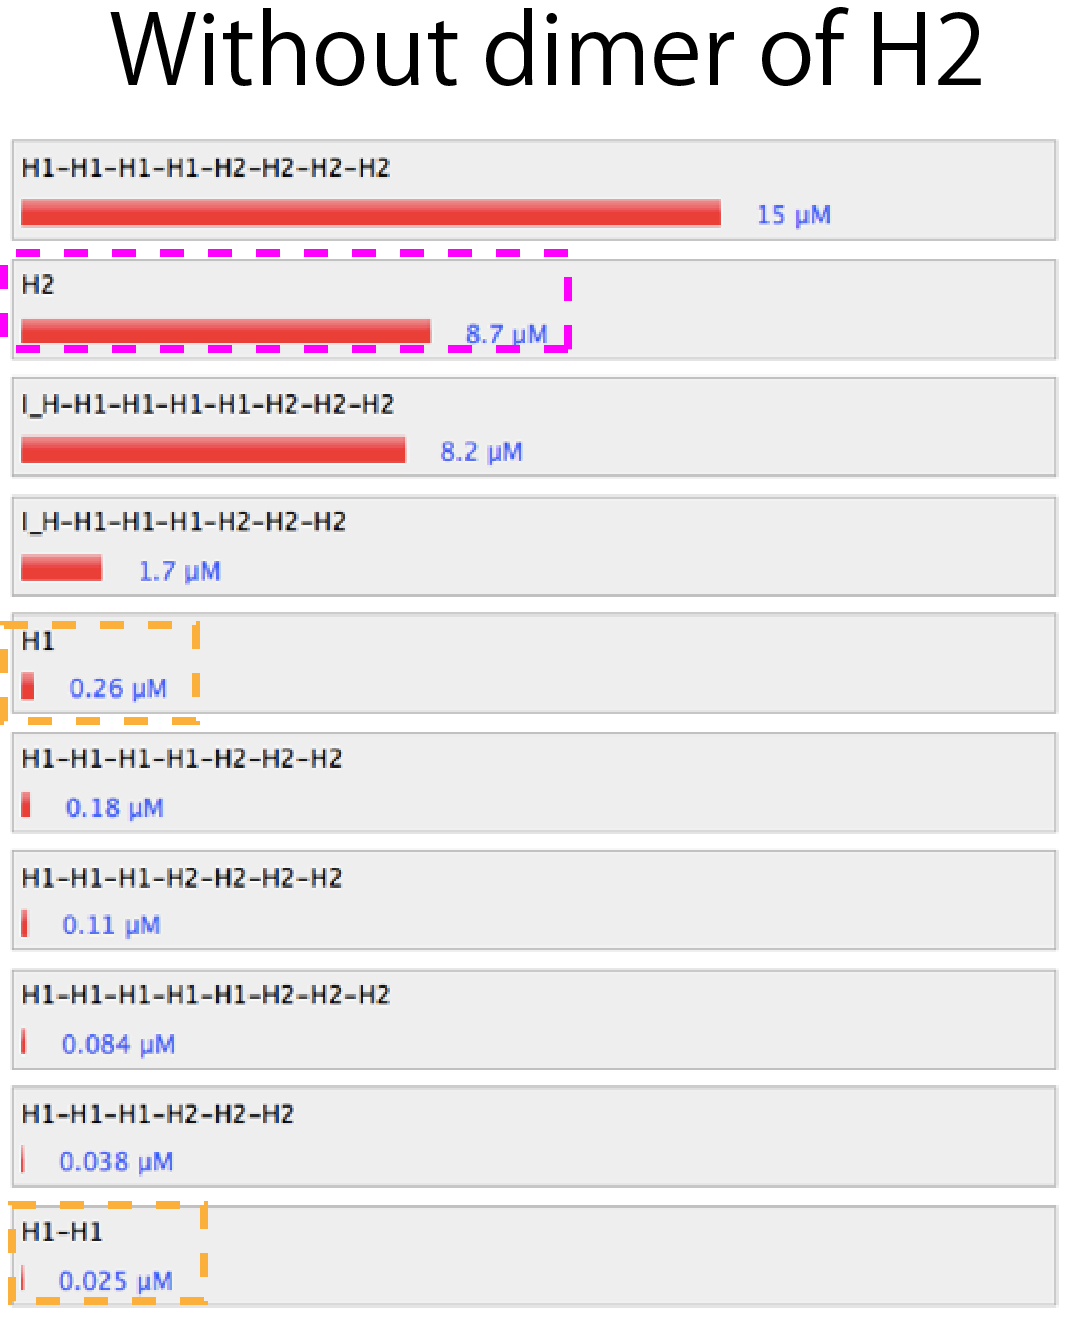 Without dimer of H2
H1-H1-H1-H1-H2-H2-H2-H2
15 µM
H2
8.7 µM
I_H-H1-H1-H1-H1-H2-H2-H2
8.2 µM
I_H-H1-H1-H1-H2-H2-H2
1.7 µM
H1
0.26 µM
H1-H1-H1-H1-H2-H2-H2
0.18 µM
H1-H1-H1-H2-H2-H2-H2
0.11 µM
H1-H1-H1-H1-H1-H2-H2-H2
0.084 µM
H1-H1-H1-H2-H2-H2
0.038 µM
H1-H1
0.025 µM